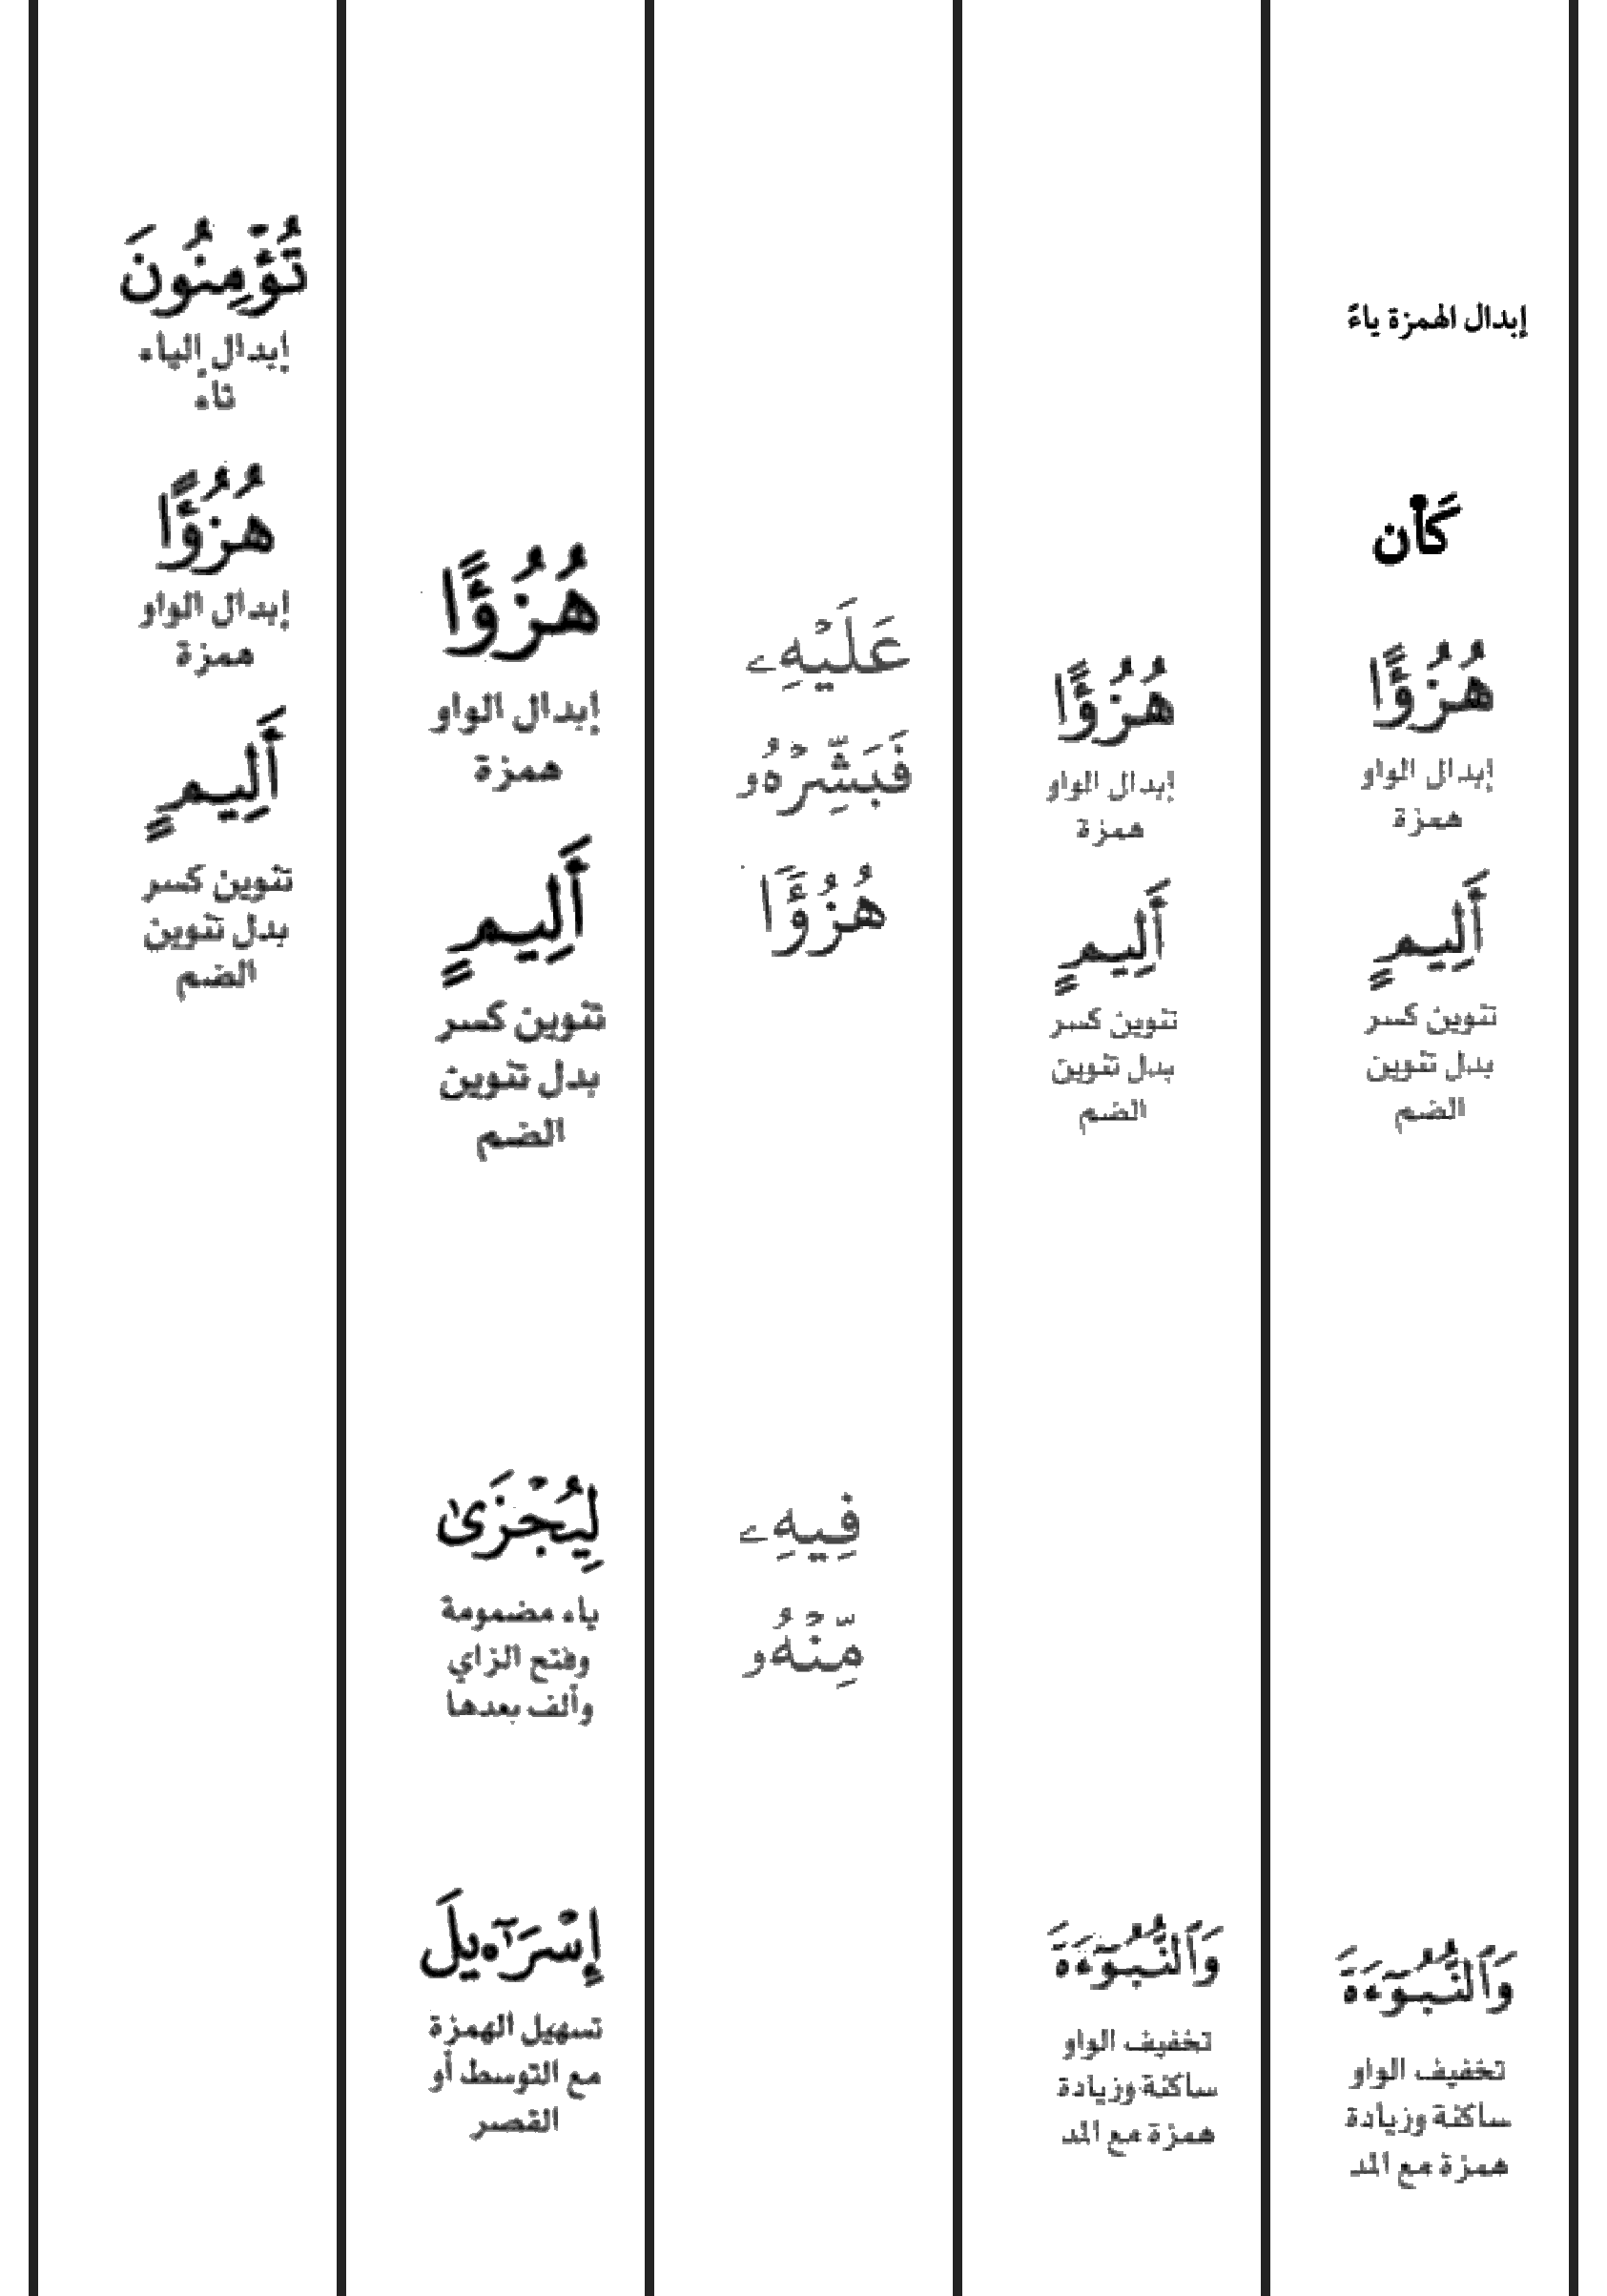 إبدال الهمزة ياءً
كَأْن
هُزُؤًا
إبدال الواو
همزة
أَلِيمٍ
تنوين كسر
بدل تنوين
الضم
وَٱلنُّبُوٓءَةَ
تخفيف الواو
ساكنة وزيادة
همزة مع المد
هُزُؤًا
إبدال الواو
همزة
أَلِيمٍ
تنوين كسر
بدل تنوين
الضم
وَٱلنُّبُوٓءَةَ
تخفيف الواو
ساكنة وزيادة
همزة مع المد
عَلَيْهِۦ
فَبَشِّرْهُۥ
هُزُؤًا
فِيهِۦ
مِّنْهُۥ
هُزُؤًا
إبدال الواو
همزة
أَلِيمٍ
تنوين كسر
بدل تنوين
الضم
لِيُجْزَىٰ
ياء مضمومة
وفتح الزاي
وألف بعدها
إِسْرَٰٓءِيلَ
تسهيل الهمزة
مع التوسط أو
القصر
تُؤْمِنُونَ
إبدال الياء
تاءً
هُزُؤًا
إبدال الواو
همزة
أَلِيمٍ
تنوين كسر
بدل تنوين
الضم